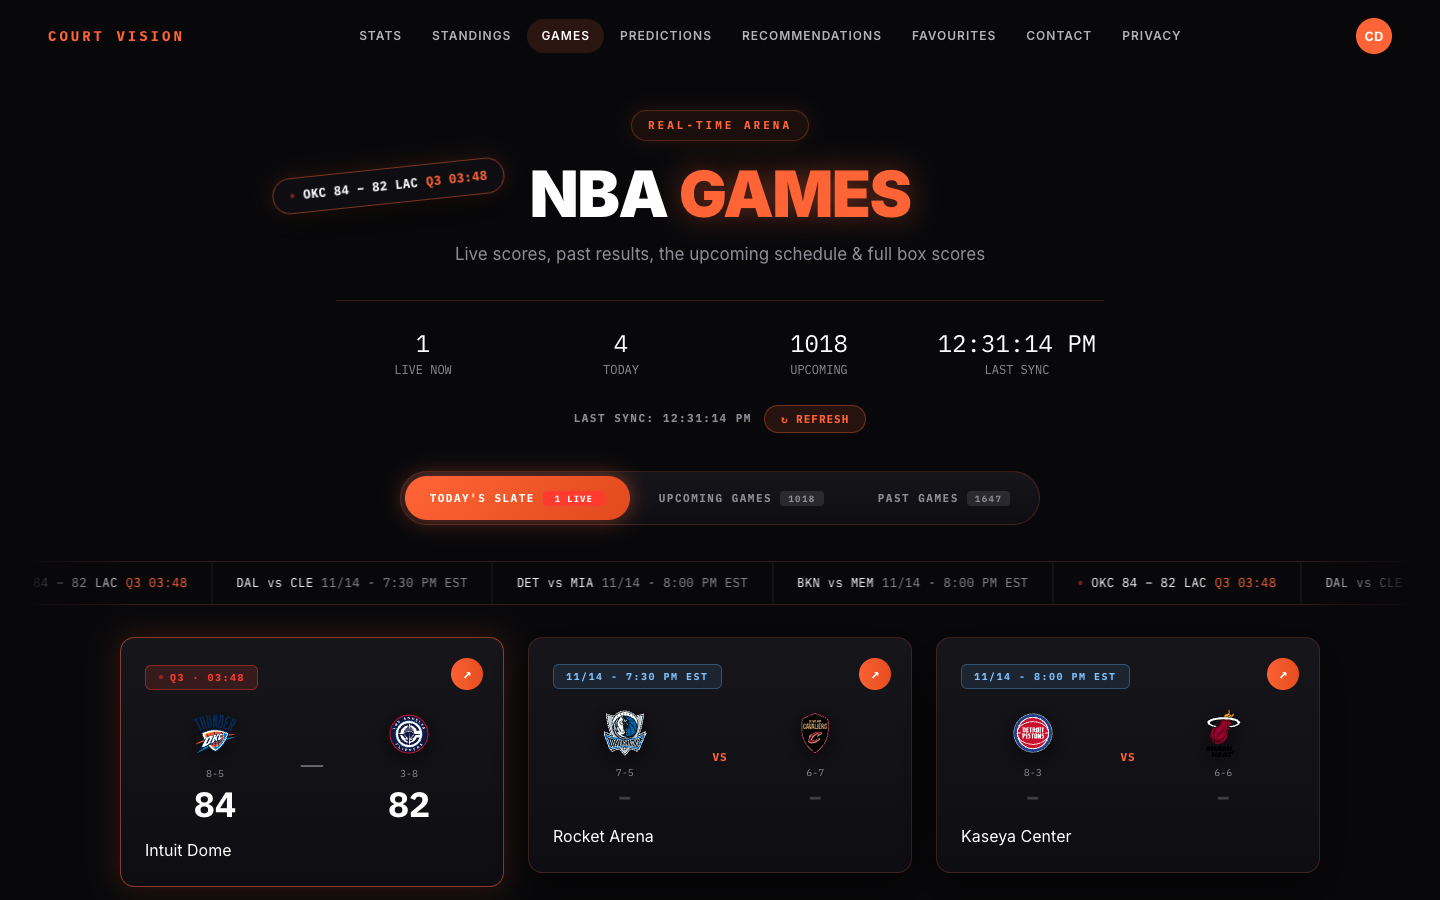 COURT VISION
STATS STANDINGS GAMES PREDICTIONS RECOMMENDATIONS FAVOURITES CONTACT PRIVACY
CD
REAL-TIME ARENA
OKC 84 – 82 LAC Q3 03:48
NBA GAMES
Live scores, past results, the upcoming schedule & full box scores
1 4 1018 12:31:14 PM
LIVE NOW TODAY UPCOMING LAST SYNC
LAST SYNC: 12:31:14 PM ↻ REFRESH
TODAY'S SLATE 1 LIVE UPCOMING GAMES 1018 PAST GAMES 1647
84 – 82 LAC Q3 03:48 DAL vs CLE 11/14 - 7:30 PM EST DET vs MIA 11/14 - 8:00 PM EST BKN vs MEM 11/14 - 8:00 PM EST OKC 84 – 82 LAC Q3 03:48 DAL vs CLE
Q3 · 03:48 ↗
THUNDER
OKC
8-5 — 3-8
84 82
Intuit Dome
11/14 - 7:30 PM EST ↗
CAVALIERS
7-5 VS 6-7
– –
Rocket Arena
11/14 - 8:00 PM EST ↗
DETROIT PISTONS
MIAMI HEAT
8-3 VS 6-6
– –
Kaseya Center